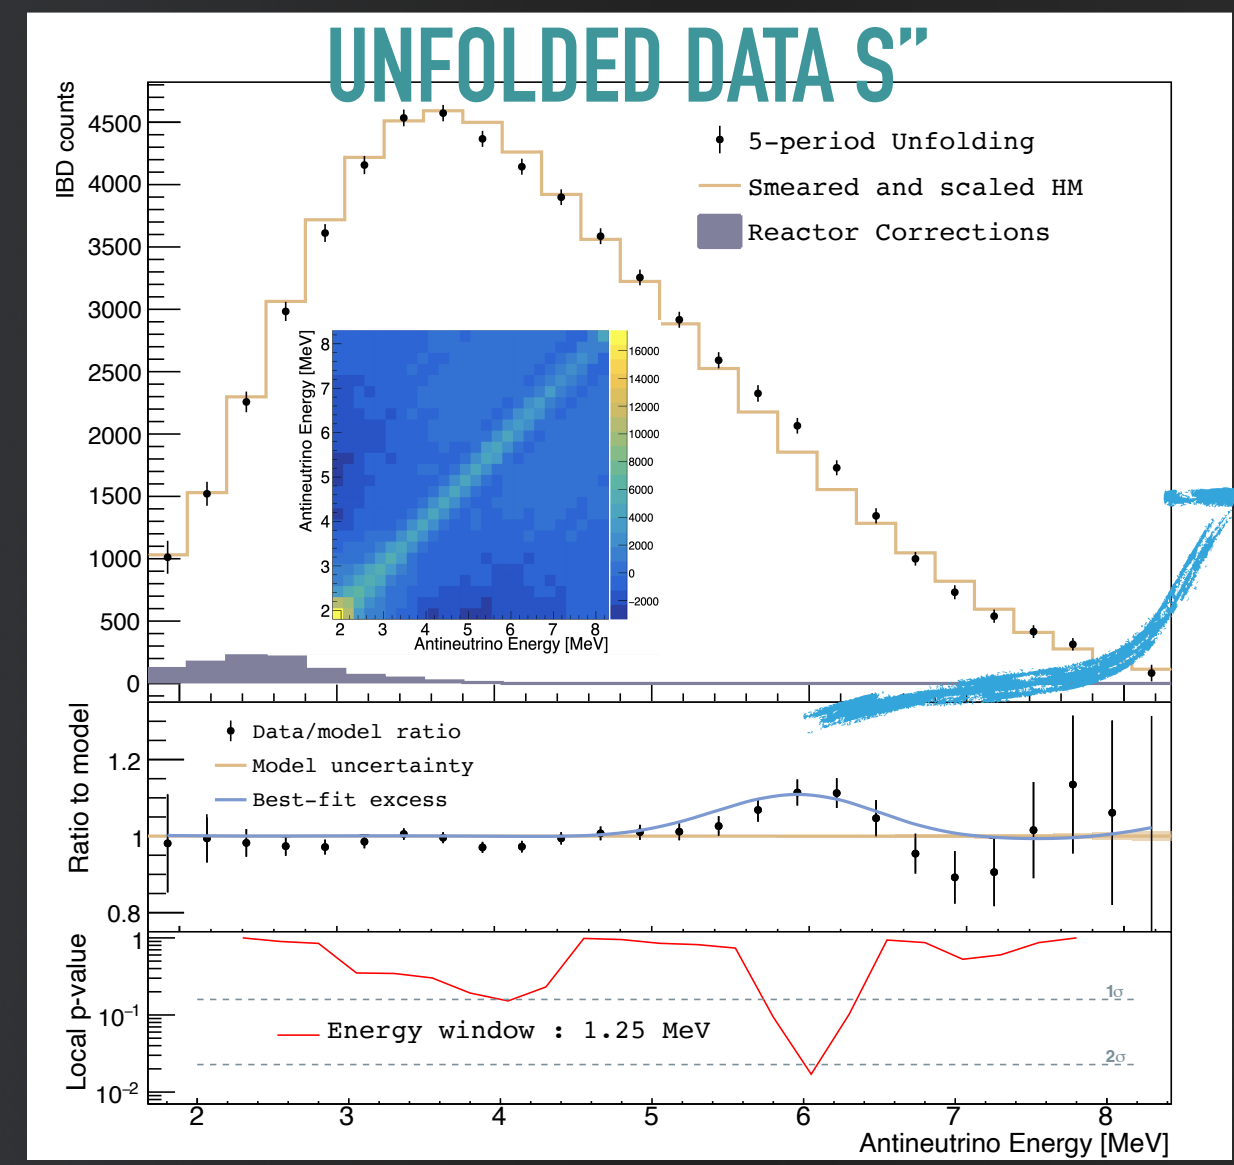 UNFOLDED DATA S”
IBD counts
4500
4000
3500
3000
2500
2000
1500
1000
500
0
5-period Unfolding
Smeared and scaled HM
Reactor Corrections
Antineutrino Energy [MeV]
8
7
6
5
4
3
2
2 3 4 5 6 7 8
Antineutrino Energy [MeV]
16000
14000
12000
10000
8000
6000
4000
2000
0
−2000
Ratio to model
1.2
1
0.8
Data/model ratio
Model uncertainty
Best-fit excess
Local p-value
1
10⁻¹
10⁻²
1σ
2σ
Energy window : 1.25 MeV
2 3 4 5 6 7 8
Antineutrino Energy [MeV]